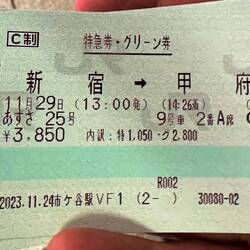 C制
特急券・グリーン券
新宿 → 甲府
11月29日 (13:00発) (14:26着)
あずさ 25号 9号車 2番A席
¥3,850 内訳:特1,050・グ2,800
R002
2023.11.24市ケ谷駅VF1 (2- ) 30080-02